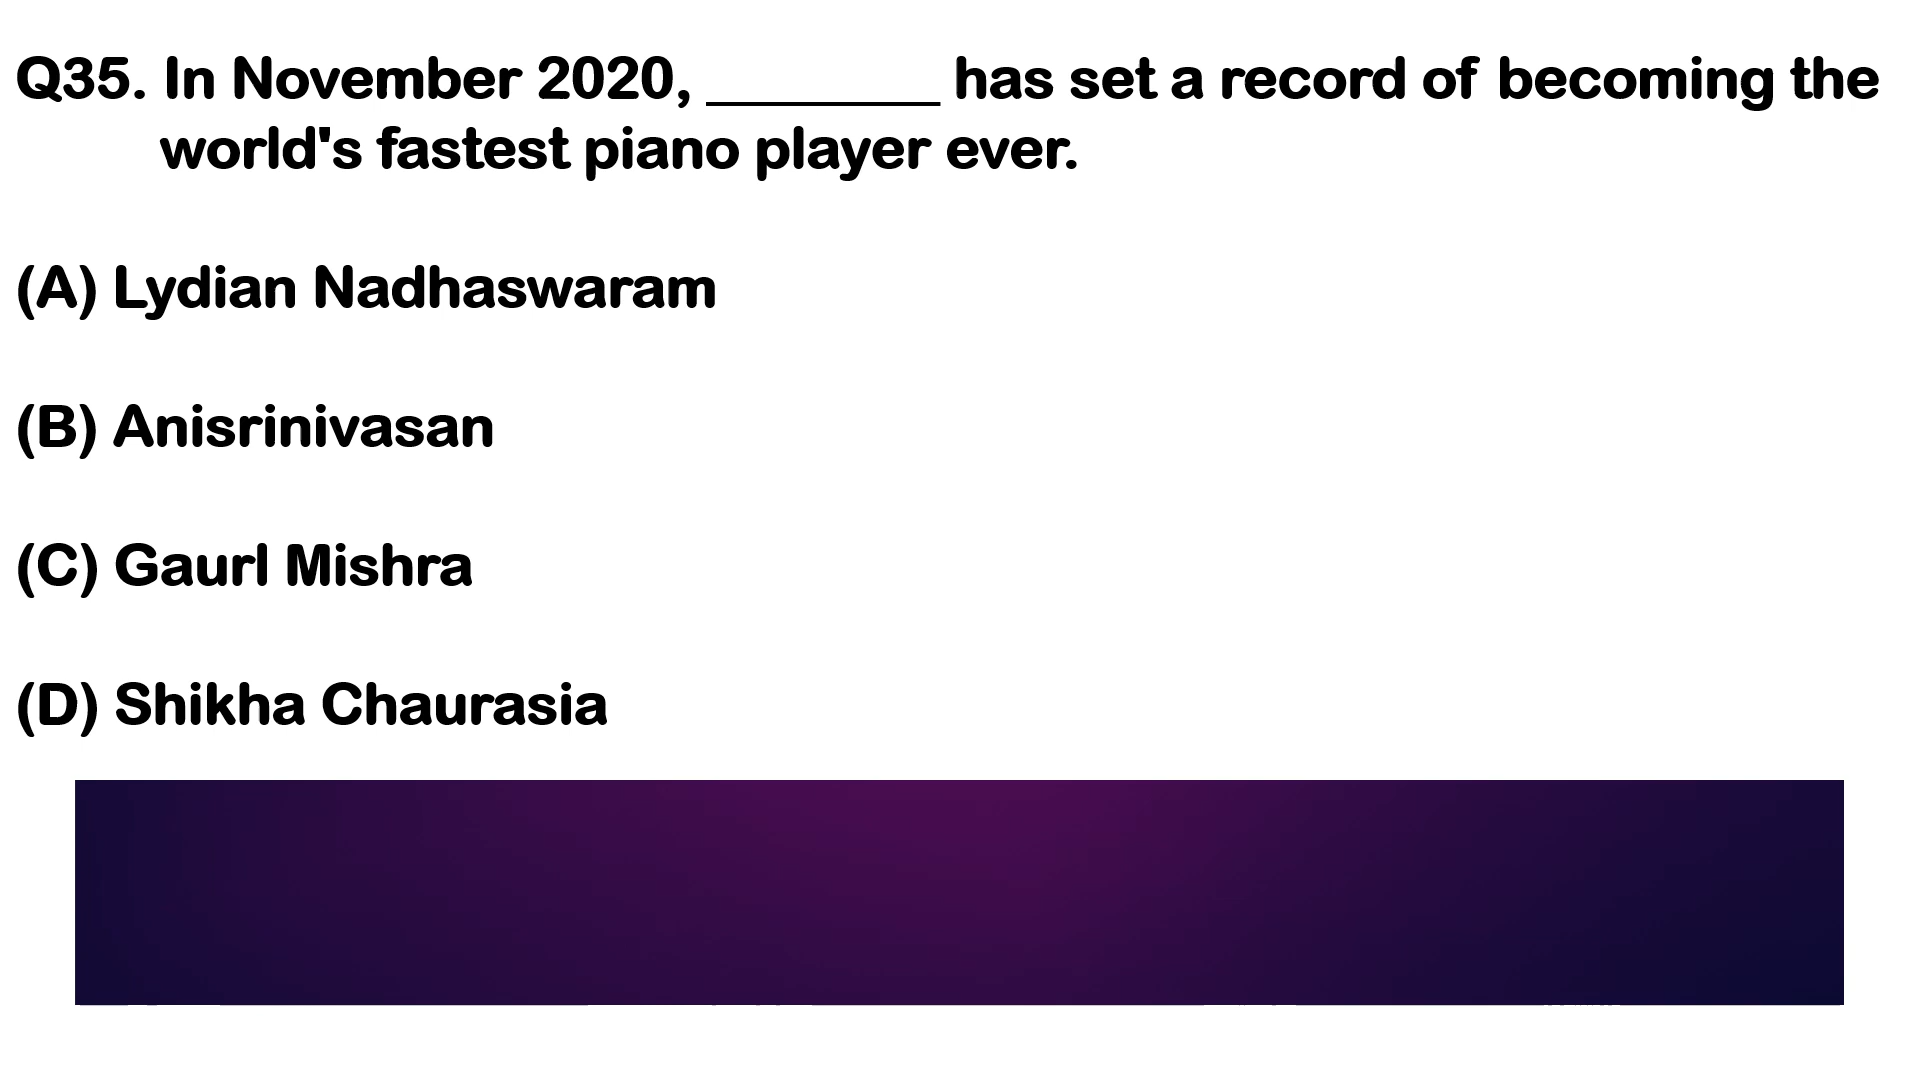 Q35. In November 2020, ________ has set a record of becoming the
world's fastest piano player ever.
(A) Lydian Nadhaswaram
(B) Anisrinivasan
(C) Gaurl Mishra
(D) Shikha Chaurasia